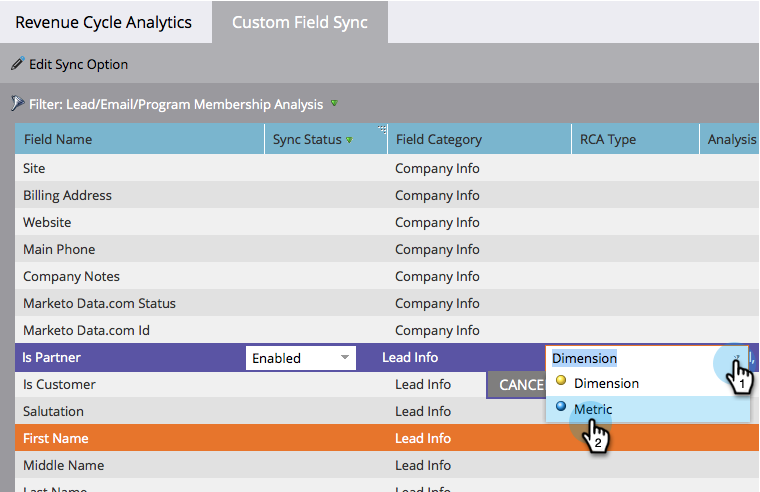 Revenue Cycle Analytics Custom Field Sync
Edit Sync Option
Filter: Lead/Email/Program Membership Analysis
Field Name Sync Status Field Category RCA Type Analysis
Site Company Info
Billing Address Company Info
Website Company Info
Main Phone Company Info
Company Notes Company Info
Marketo Data.com Status Company Info
Marketo Data.com Id Company Info
Is Partner Enabled Lead Info Dimension
1
Is Customer Lead Info CANCE Dimension
Salutation Lead Info Metric
2
First Name Lead Info
Middle Name Lead Info
Last Name Lead Info